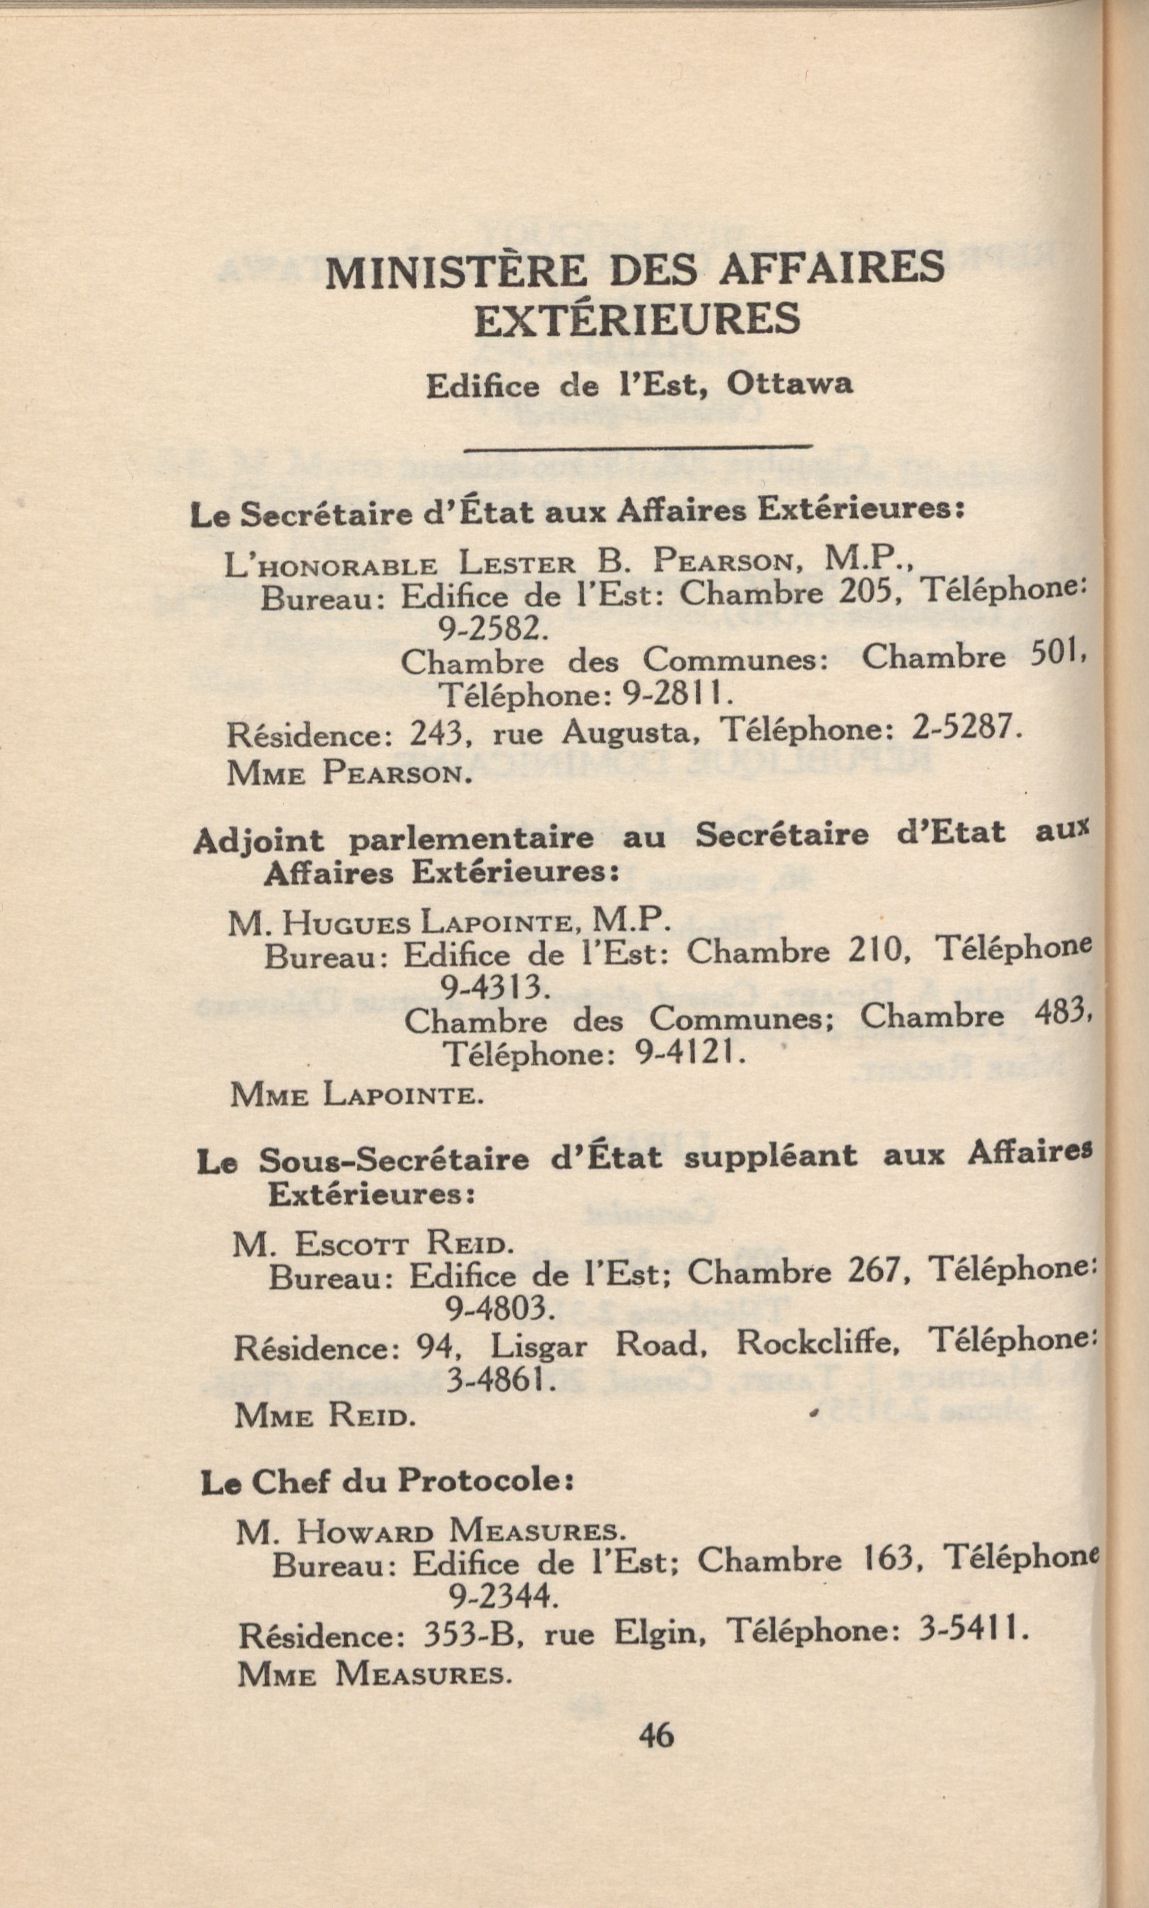 MINISTÈRE DES AFFAIRES
EXTÉRIEURES
Edifice de l'Est, Ottawa
Le Secrétaire d'État aux Affaires Extérieures:
L'HONORABLE LESTER B. PEARSON, M.P.,
Bureau: Edifice de l'Est: Chambre 205, Téléphone:
9-2582.
Chambre des Communes: Chambre 501,
Téléphone: 9-2811.
Résidence: 243, rue Augusta, Téléphone: 2-5287.
MME PEARSON.
Adjoint parlementaire au Secrétaire d'Etat aux
Affaires Extérieures:
M. HUGUES LAPOINTE, M.P.
Bureau: Edifice de l'Est: Chambre 210, Téléphone
9-4313.
Chambre des Communes; Chambre 483,
Téléphone: 9-4121.
MME LAPOINTE.
Le Sous-Secrétaire d'État suppléant aux Affaires
Extérieures:
M. ESCOTT REID.
Bureau: Edifice de l'Est; Chambre 267, Téléphone:
9-4803.
Résidence: 94, Lisgar Road, Rockcliffe, Téléphone:
3-4861.
MME REID.
Le Chef du Protocole:
M. HOWARD MEASURES.
Bureau: Edifice de l'Est; Chambre 163, Téléphone
9-2344.
Résidence: 353-B, rue Elgin, Téléphone: 3-5411.
MME MEASURES.
46